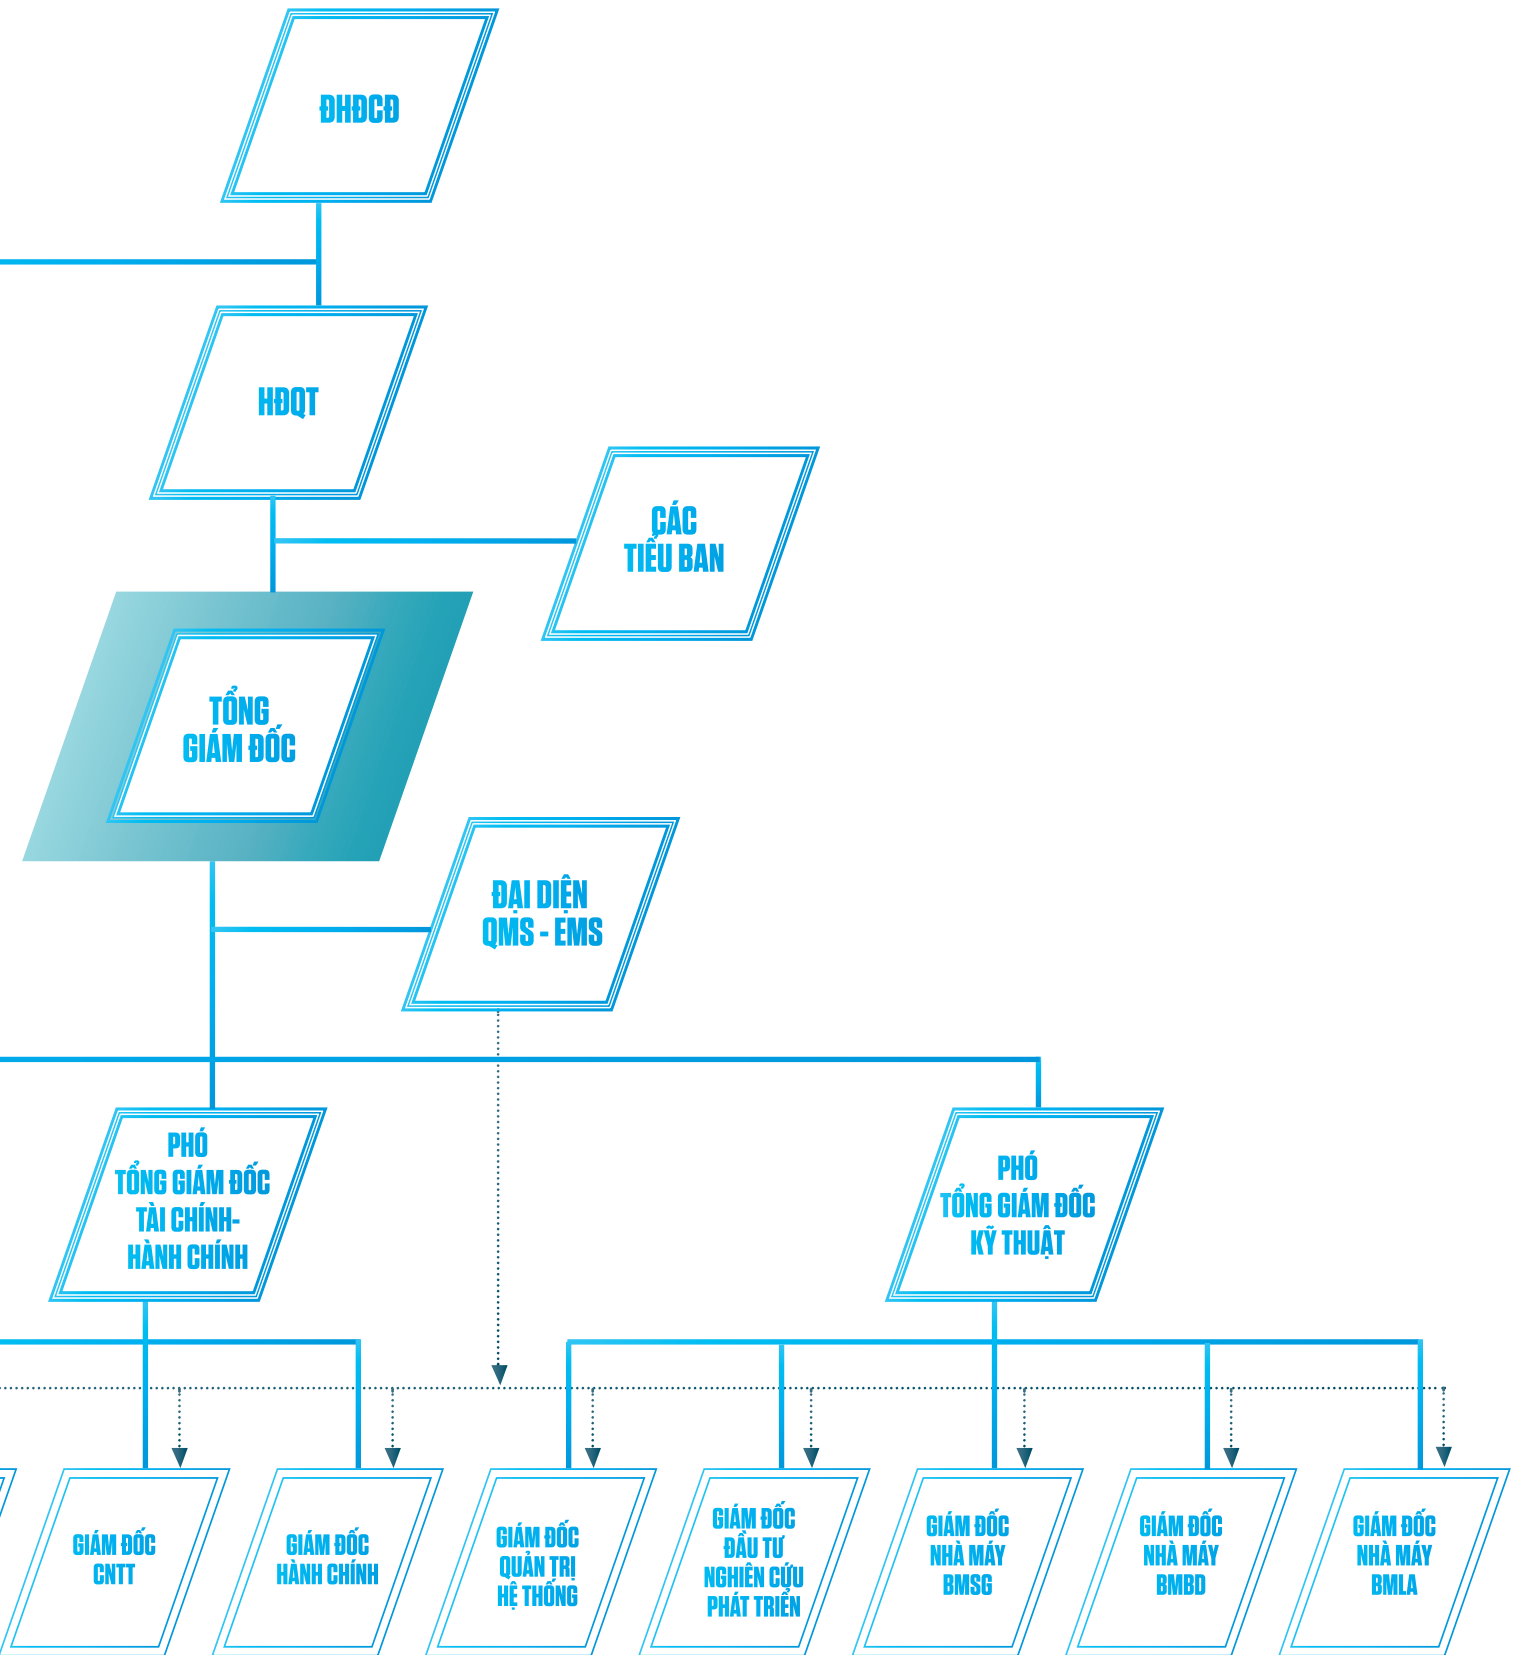 ĐHĐCĐ
HĐQT
CÁC
TIỂU BAN
TỔNG
GIÁM ĐỐC
ĐẠI DIỆN
QMS - EMS
PHÓ
TỔNG GIÁM ĐỐC
TÀI CHÍNH-
HÀNH CHÍNH
PHÓ
TỔNG GIÁM ĐỐC
KỸ THUẬT
GIÁM ĐỐC
CNTT
GIÁM ĐỐC
HÀNH CHÍNH
GIÁM ĐỐC
QUẢN TRỊ
HỆ THỐNG
GIÁM ĐỐC
ĐẦU TƯ
NGHIÊN CỨU
PHÁT TRIỂN
GIÁM ĐỐC
NHÀ MÁY
BMSG
GIÁM ĐỐC
NHÀ MÁY
BMBD
GIÁM ĐỐC
NHÀ MÁY
BMLA